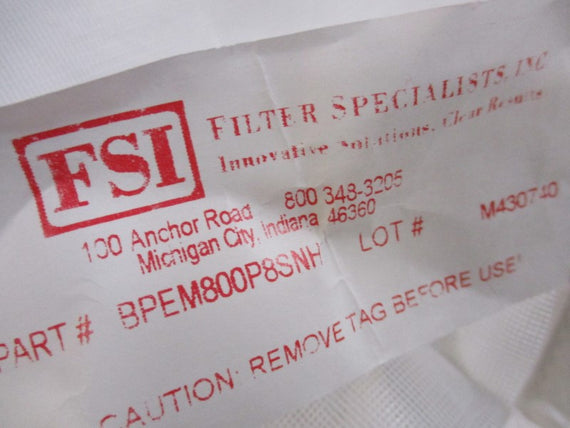 FSI
FILTER SPECIALISTS, INC
Innovative Solutions, Clear Results
100 Anchor Road 800 348-3205
Michigan City, Indiana 46360
PART # BPEM800P8SNH LOT # M430740
CAUTION: REMOVE TAG BEFORE USE!